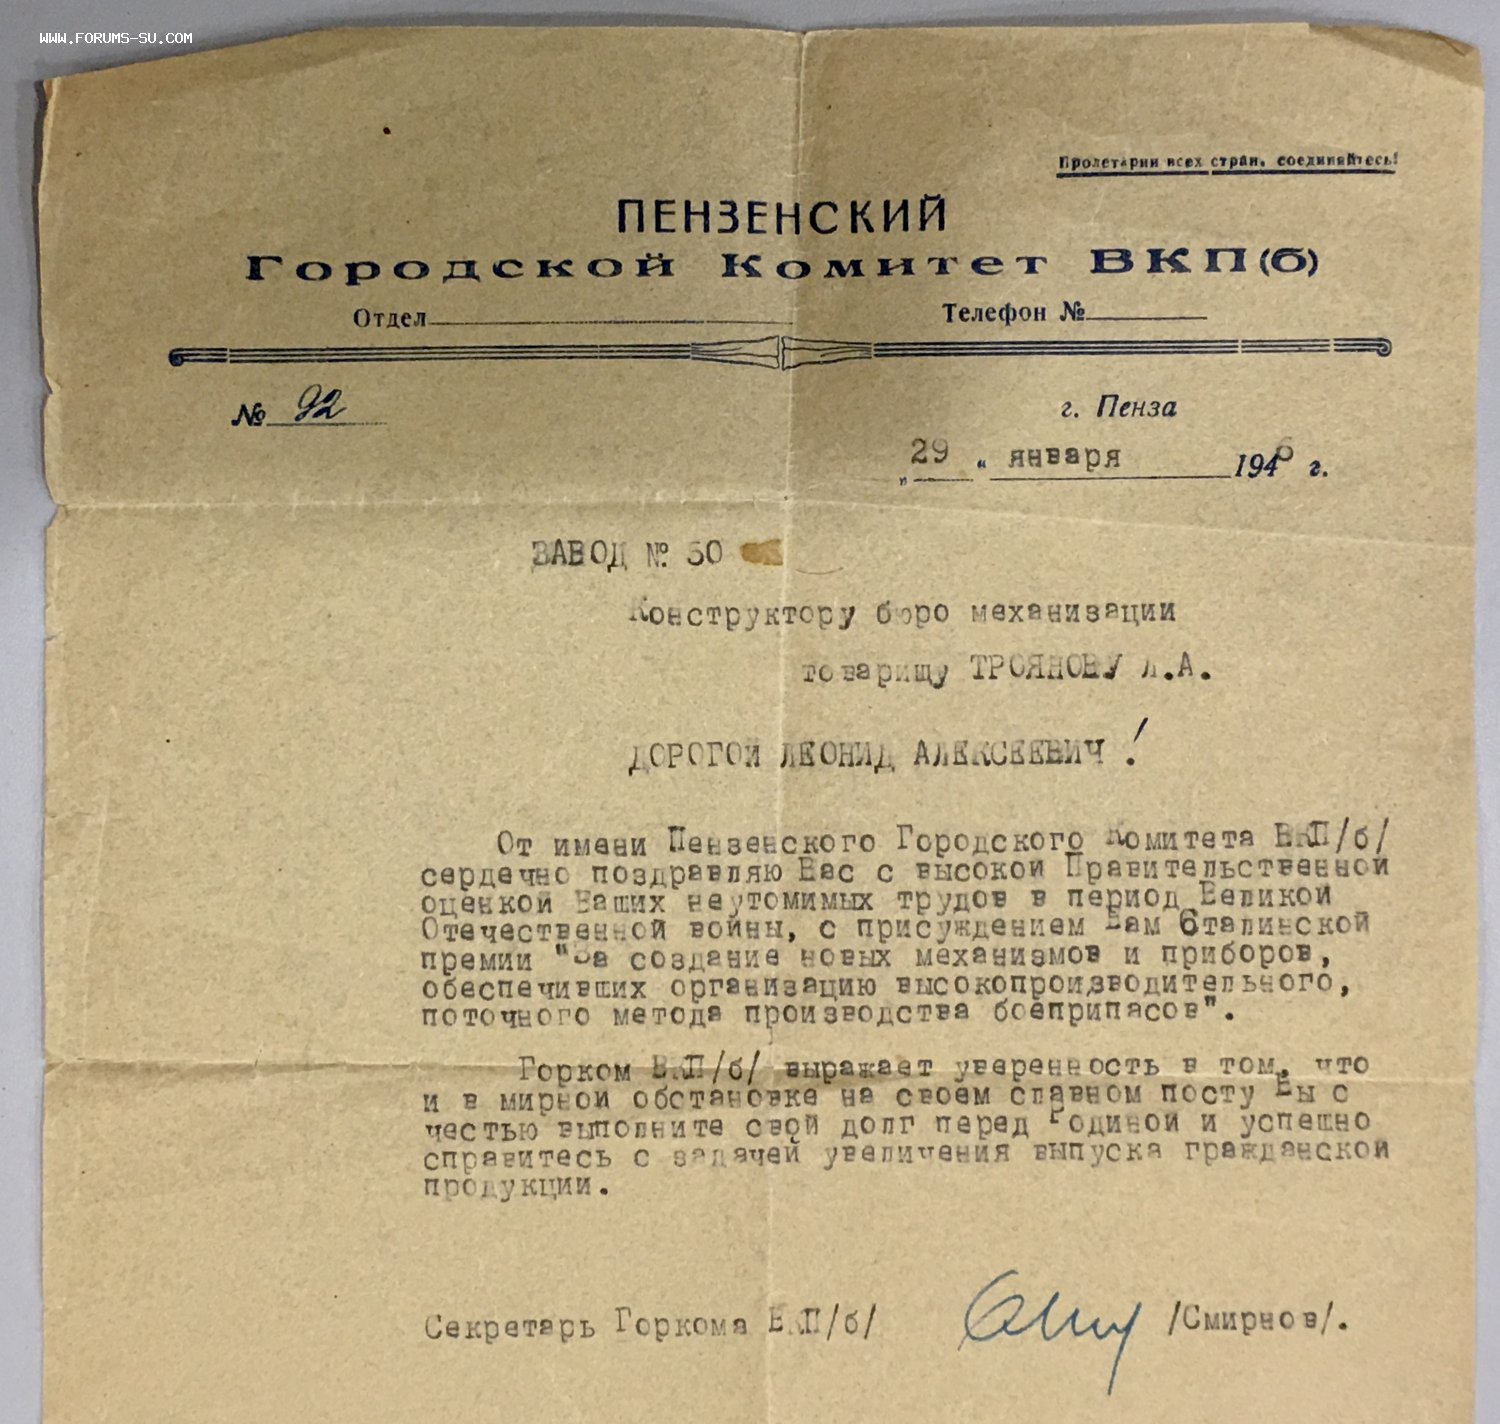 WWW.FORUMS-SU.COM
Пролетарии всех стран, соединяйтесь!
ПЕНЗЕНСКИЙ
Городской Комитет ВКП(б)
Отдел Телефон №
№ 92
г. Пенза
„29“ января 1946 г.
ЗАВОД № 50
Конструктору бюро механизации
товарищу ТРОЯНОВУ Л.А.
ДОРОГОЙ ЛЕОНИД АЛЕКСЕЕВИЧ!
От имени Пензенского Городского Комитета ВКП/б/
сердечно поздравляю Вас с высокой Правительственной
оценкой Ваших неутомимых трудов в период Великой
Отечественной войны, с присуждением Вам Сталинской
премии "За создание новых механизмов и приборов,
обеспечивших организацию высокопроизводительного,
поточного метода производства боеприпасов".
Горком ВКП/б/ выражает уверенность в том, что
и в мирной обстановке на своем славном посту Вы с
честью выполните свой долг перед Родиной и успешно
справитесь с задачей увеличения выпуска гражданской
продукции.
Секретарь Горкома ВКП/б/ /Смирнов/.